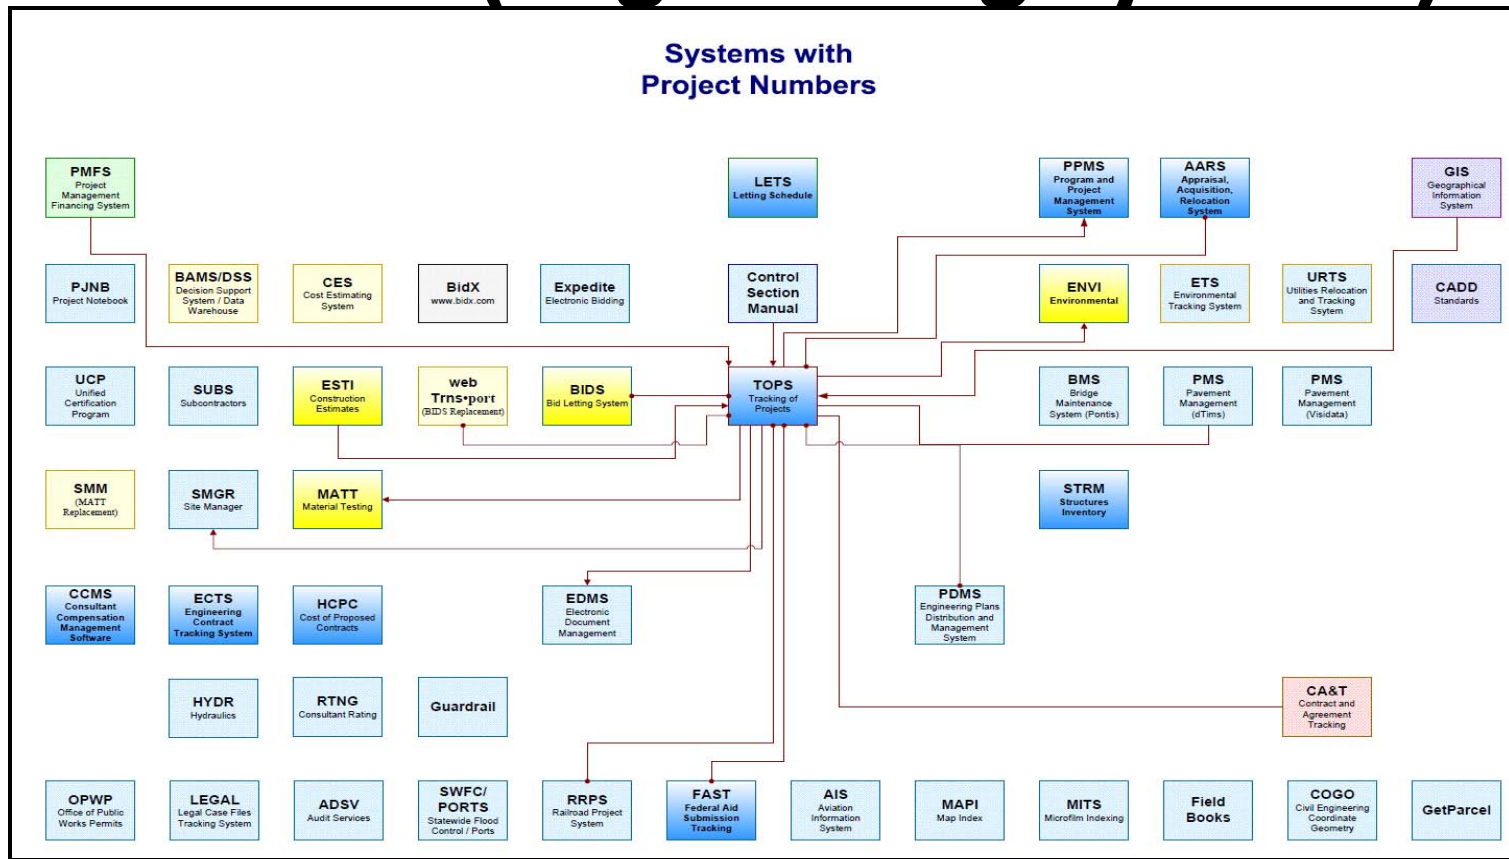 Systems with
Project Numbers
PMFS
Project
Management
Financing System
LETS
Letting Schedule
PPMS
Program and
Project
Management
System
AARS
Appraisal,
Acquisition,
Relocation
System
GIS
Geographical
Information
System
PJNB
Project Notebook
BAMS/DSS
Decision Support
System / Data
Warehouse
CES
Cost Estimating
System
BidX
www.bidx.com
Expedite
Electronic Bidding
Control
Section
Manual
ENVI
Environmental
ETS
Environmental
Tracking System
URTS
Utilities Relocation
and Tracking
Ssytem
CADD
Standards
UCP
Unified
Certification
Program
SUBS
Subcontractors
ESTI
Construction
Estimates
web
Trns•port
(BIDS Replacement)
BIDS
Bid Letting System
TOPS
Tracking of
Projects
BMS
Bridge
Maintenance
System (Pontis)
PMS
Pavement
Management
(dTims)
PMS
Pavement
Management
(Visidata)
SMM
(MATT
Replacement)
SMGR
Site Manager
MATT
Material Testing
STRM
Structures
Inventory
CCMS
Consultant
Compensation
Management
Software
ECTS
Engineering
Contract
Tracking System
HCPC
Cost of Proposed
Contracts
EDMS
Electronic
Document
Management
PDMS
Engineering Plans
Distribution and
Management
System
HYDR
Hydraulics
RTNG
Consultant Rating
Guardrail
CA&T
Contract and
Agreement
Tracking
OPWP
Office of Public
Works Permits
LEGAL
Legal Case Files
Tracking System
ADSV
Audit Services
SWFC/
PORTS
Statewide Flood
Control / Ports
RRPS
Railroad Project
System
FAST
Federal Aid
Submission
Tracking
AIS
Aviation
Information
System
MAPI
Map Index
MITS
Microfilm Indexing
Field
Books
COGO
Civil Engineering
Coordinate
Geometry
GetParcel